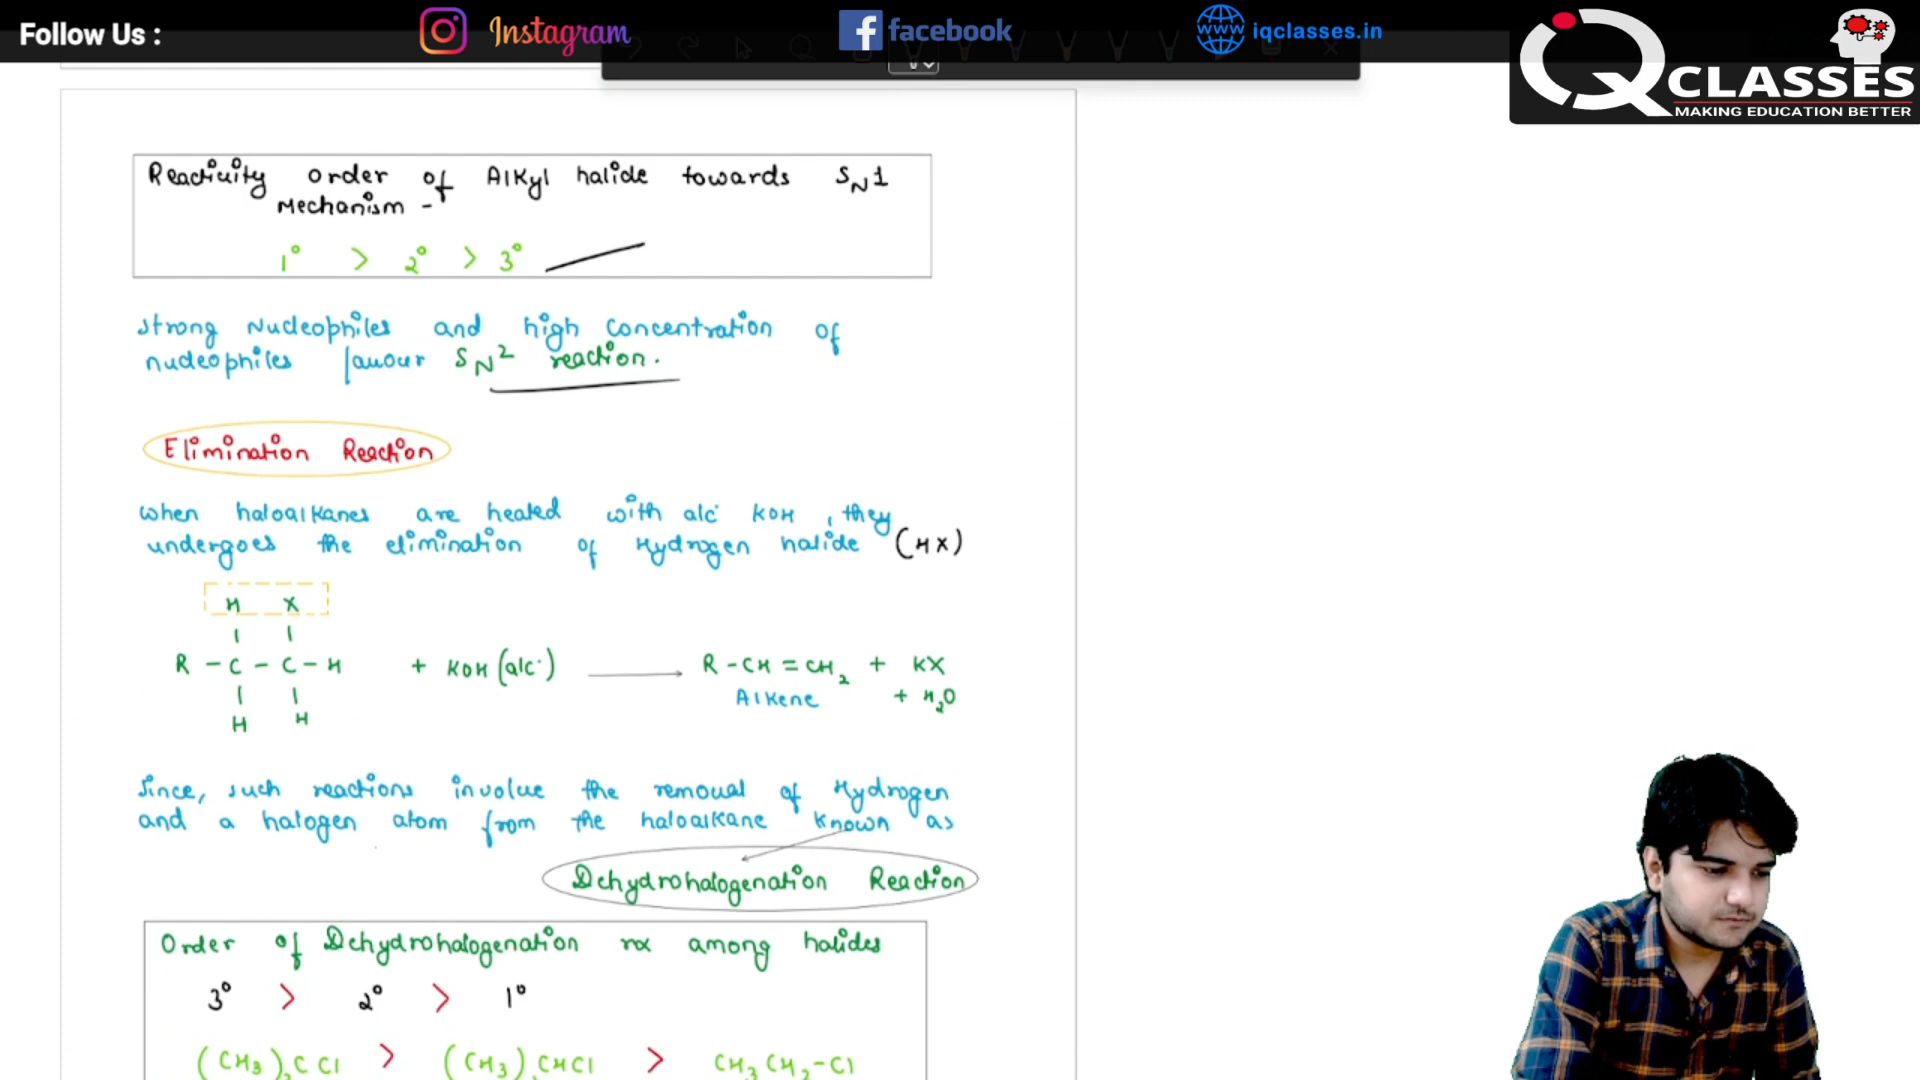 Follow Us :
Instagram
facebook
iqclasses.in
IQ CLASSES
MAKING EDUCATION BETTER
Reactivity order of Alkyl halide towards SN1
Mechanism -
1° > 2° > 3°
Strong Nucleophiles and high concentration of
nucleophiles favour SN2 reaction.
Elimination Reaction
When haloalkanes are heated with alc KOH, they
undergoes the elimination of Hydrogen halide (HX)
H X
R - C - C - H + KOH (alc.) → R - CH = CH2 + KX
H H
Alkene + H2O
Since, such reactions involve the removal of Hydrogen
and a halogen atom from the haloalkane known as
Dehydrohalogenation Reaction
Order of Dehydrohalogenation rx among halides
3° > 2° > 1°
(CH3)3C Cl > (CH3)2CHCl > CH3CH2-Cl